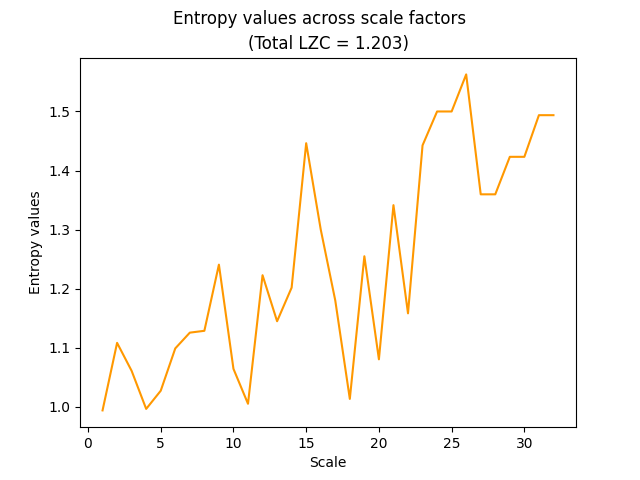 Entropy values across scale factors
(Total LZC = 1.203)
1.5
1.4
1.3
1.2
1.1
1.0
Entropy values
0 5 10 15 20 25 30
Scale